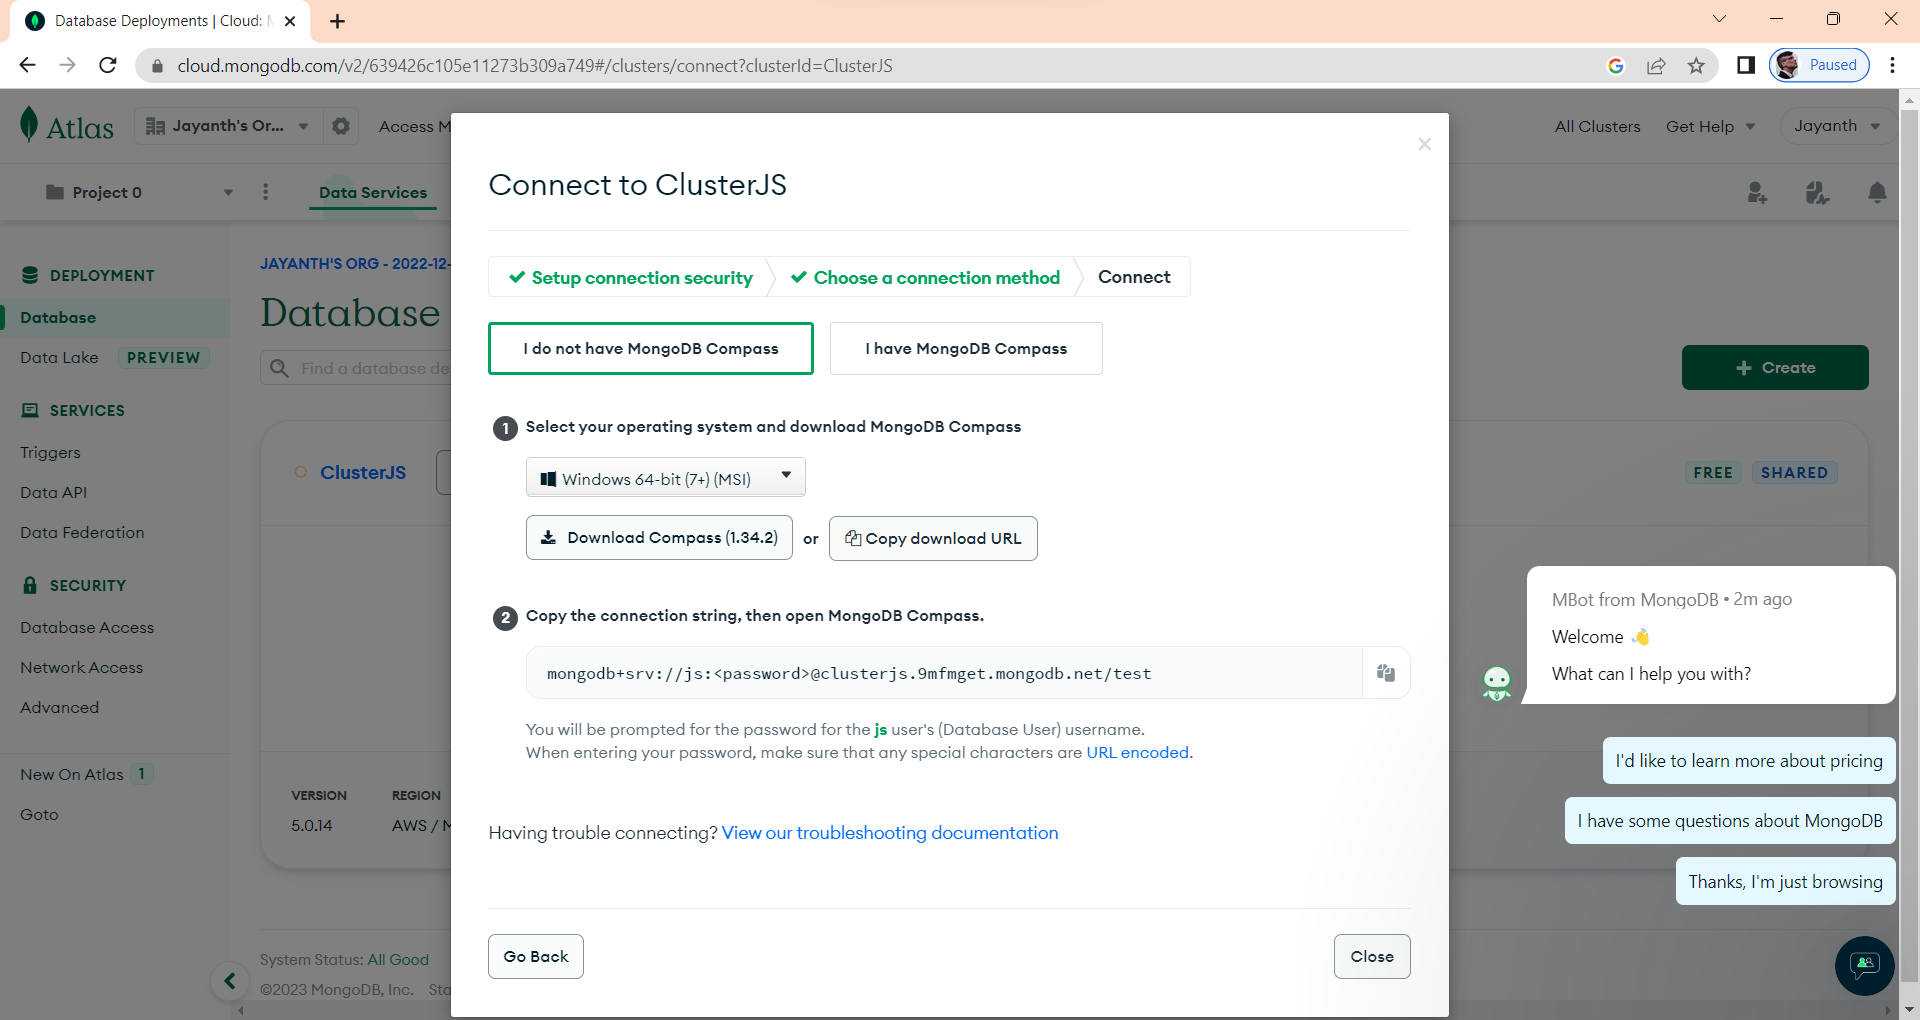 Database Deployments | Cloud:
cloud.mongodb.com/v2/639426c105e11273b309a749#/clusters/connect?clusterId=ClusterJS
Paused
Atlas
Jayanth's Or...
Access M
All Clusters
Get Help
Jayanth
Project 0
Data Services
DEPLOYMENT
Database
Data Lake PREVIEW
SERVICES
Triggers
Data API
Data Federation
SECURITY
Database Access
Network Access
Advanced
New On Atlas 1
Goto
JAYANTH'S ORG - 2022-12-
Database
Find a database de
Create
ClusterJS
FREE
SHARED
VERSION
REGION
5.0.14
AWS / M
System Status: All Good
©2023 MongoDB, Inc.
Sta
Connect to ClusterJS
Setup connection security
Choose a connection method
Connect
I do not have MongoDB Compass
I have MongoDB Compass
1 Select your operating system and download MongoDB Compass
Windows 64-bit (7+) (MSI)
Download Compass (1.34.2) or Copy download URL
2 Copy the connection string, then open MongoDB Compass.
mongodb+srv://js:<password>@clusterjs.9mfmget.mongodb.net/test
You will be prompted for the password for the js user's (Database User) username.
When entering your password, make sure that any special characters are URL encoded.
Having trouble connecting? View our troubleshooting documentation
Go Back
Close
MBot from MongoDB • 2m ago
Welcome 👋
What can I help you with?
I'd like to learn more about pricing
I have some questions about MongoDB
Thanks, I'm just browsing